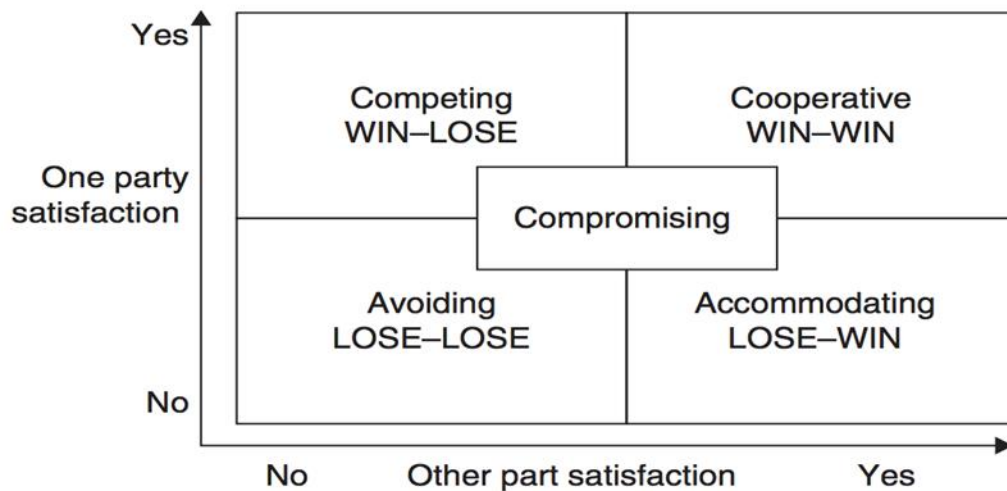 Yes
Competing
WIN–LOSE
Cooperative
WIN–WIN
One party
satisfaction
Compromising
Avoiding
LOSE–LOSE
Accommodating
LOSE–WIN
No
No
Other part satisfaction
Yes